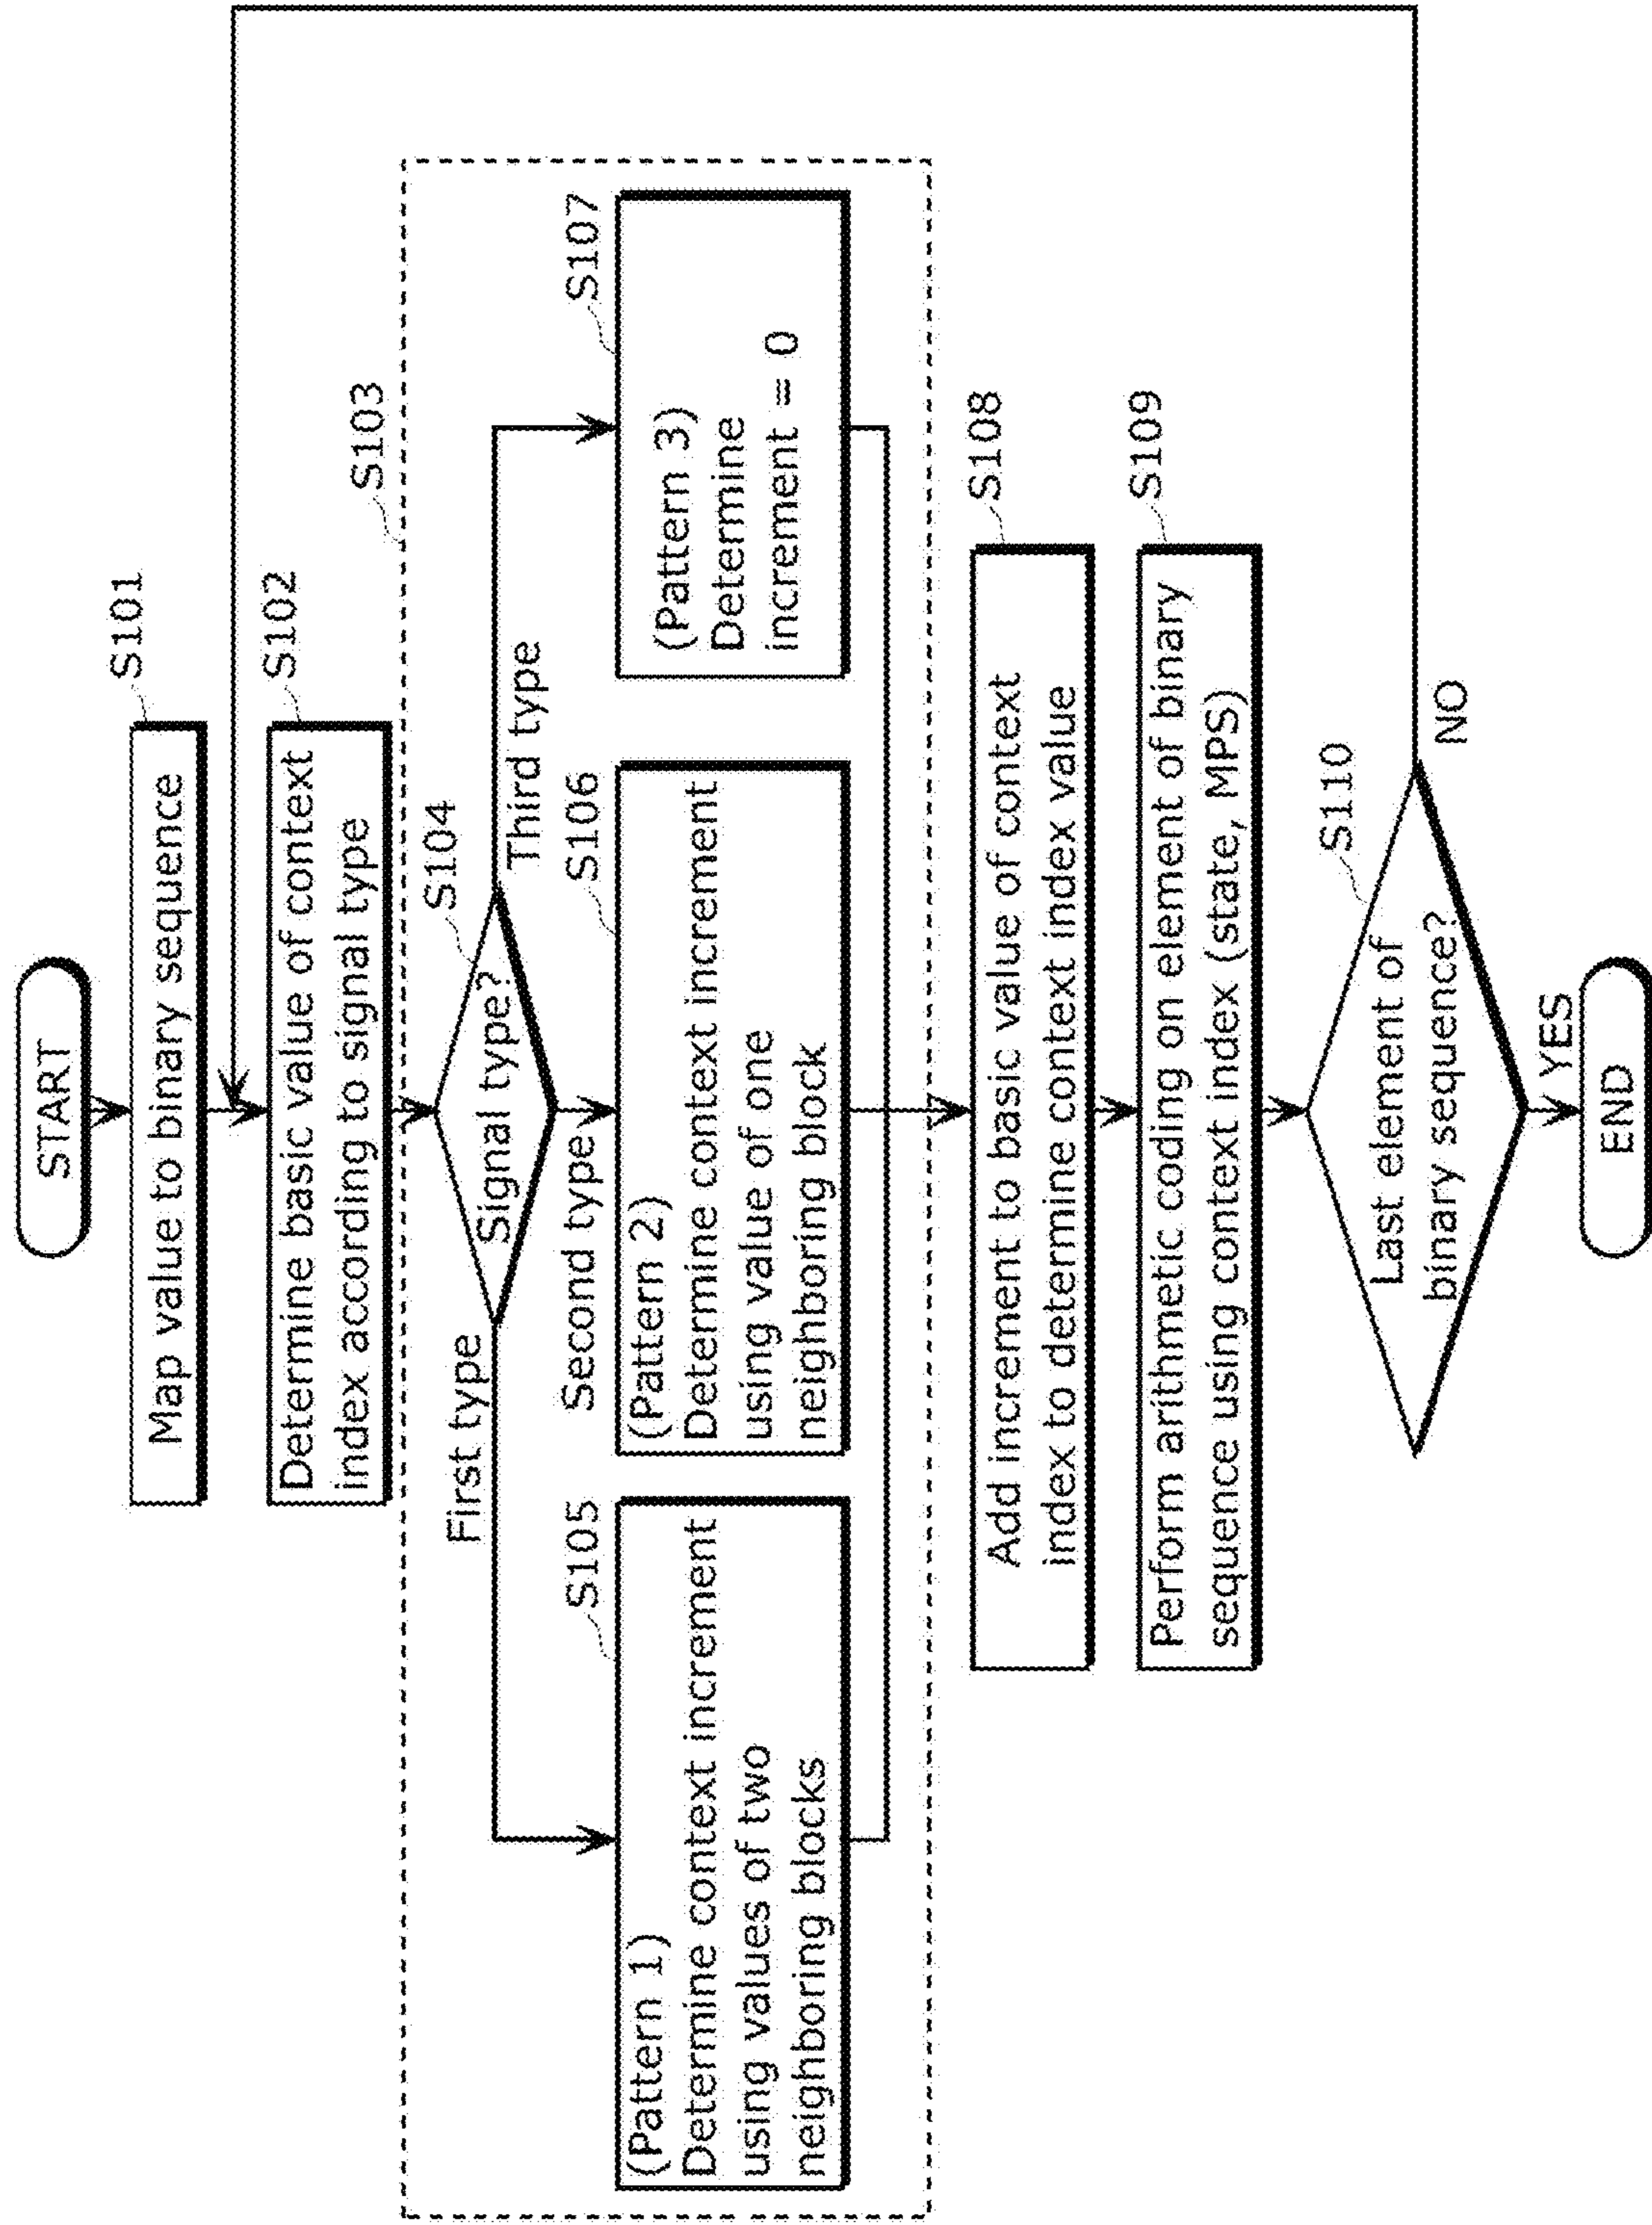 START
S101
Map value to binary sequence
S102
Determine basic value of context
index according to signal type
S103
S104
Signal type?
First type
Second type
Third type
S105
(Pattern 1)
Determine context increment
using values of two
neighboring blocks
S106
(Pattern 2)
Determine context increment
using value of one
neighboring block
S107
(Pattern 3)
Determine
increment = 0
S108
Add increment to basic value of context
index to determine context index value
S109
Perform arithmetic coding on element of binary
sequence using context index (state, MPS)
S110
Last element of
binary sequence?
NO
YES
END